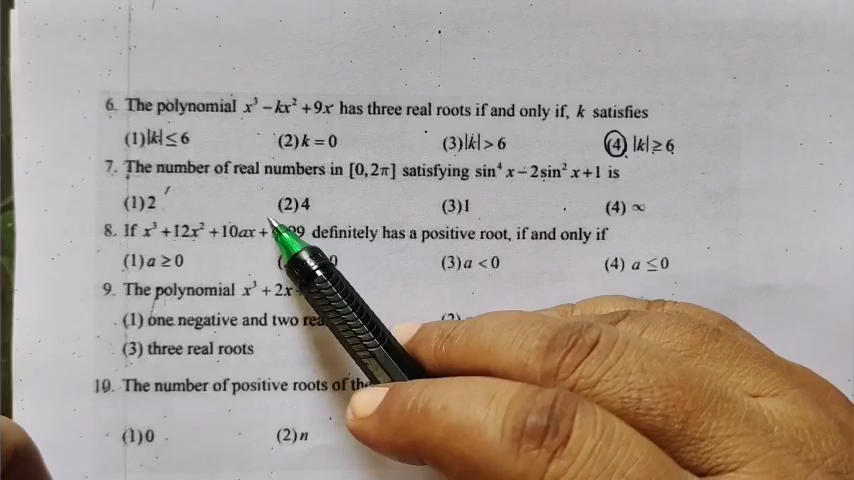 6. The polynomial x³ − kx² + 9x has three real roots if and only if, k satisfies
(1) |k| ≤ 6 (2) k = 0 (3) |k| > 6 (4) |k| ≥ 6
7. The number of real numbers in [0, 2π] satisfying sin⁴ x − 2sin² x + 1 is
(1) 2 (2) 4 (3) 1 (4) ∞
8. If x³ + 12x² + 10ax + 99 definitely has a positive root, if and only if
(1) a ≥ 0 0 (3) a < 0 (4) a ≤ 0
9. The polynomial x³ + 2x
(1) one negative and two
(3) three real roots
10. The number of positive roots of
(1) 0 (2) n